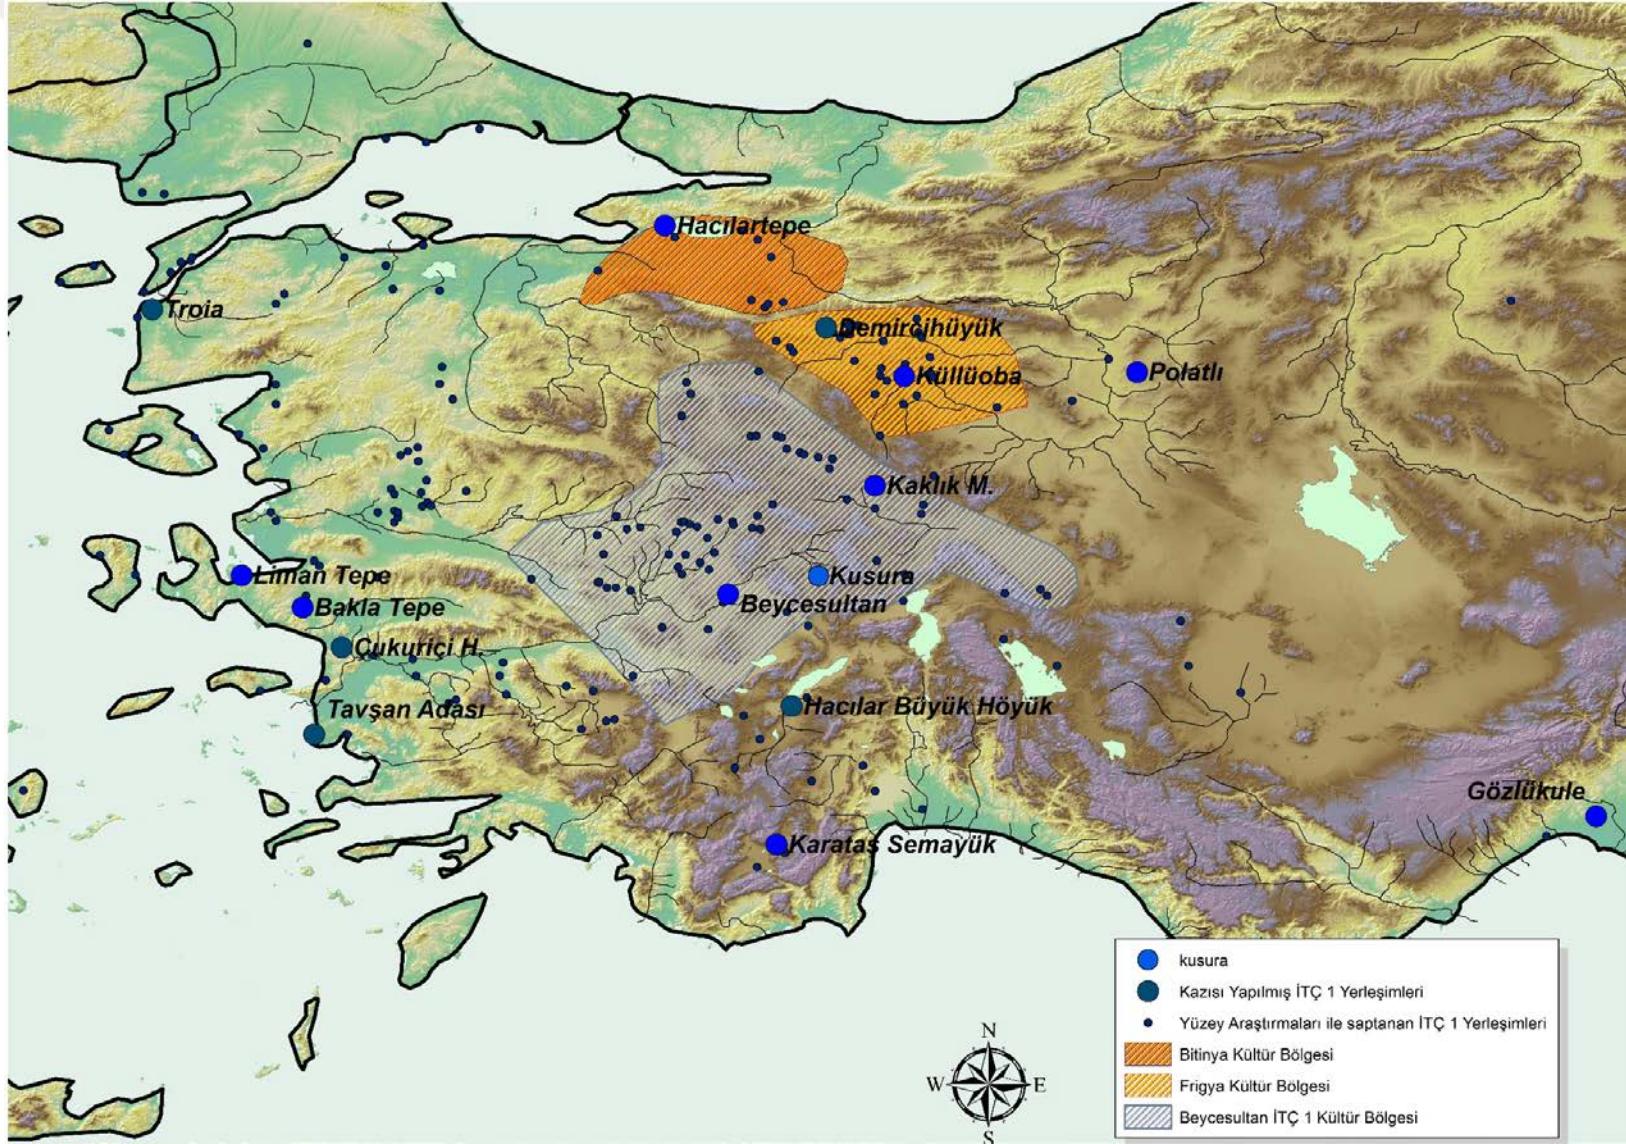 Hacılartepe
Troia
Demircihüyük
Küllüoba
Polatlı
Kaklık M.
Liman Tepe
Kusura
Bakla Tepe
Beycesultan
Çukuriçi H.
Tavşan Adası
Hacılar Büyük Höyük
Gözlükule
Karataş Semayük
kusura
Kazısı Yapılmış İTÇ 1 Yerleşimleri
Yüzey Araştırmaları ile saptanan İTÇ 1 Yerleşimleri
Bitinya Kültür Bölgesi
Frigya Kültür Bölgesi
Beycesultan İTÇ 1 Kültür Bölgesi
N
W E
S